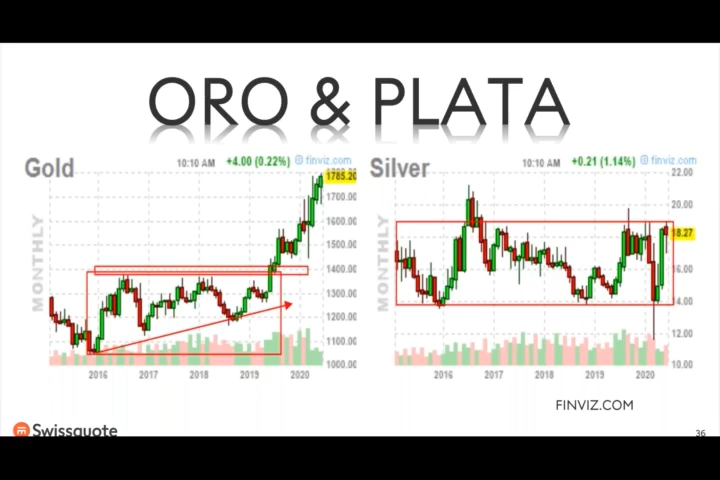 ORO & PLATA
Gold
10:10 AM +4.00 (0.22%) © finviz.com
MONTHLY
1785.20
1700.00
1600.00
1500.00
1400.00
1300.00
1200.00
1100.00
1000.00
2016 2017 2018 2019 2020
Silver
10:10 AM +0.21 (1.14%) © finviz.com
MONTHLY
22.00
20.00
18.27
16.00
14.00
12.00
10.00
2016 2017 2018 2019 2020
FINVIZ.COM
Swissquote
36